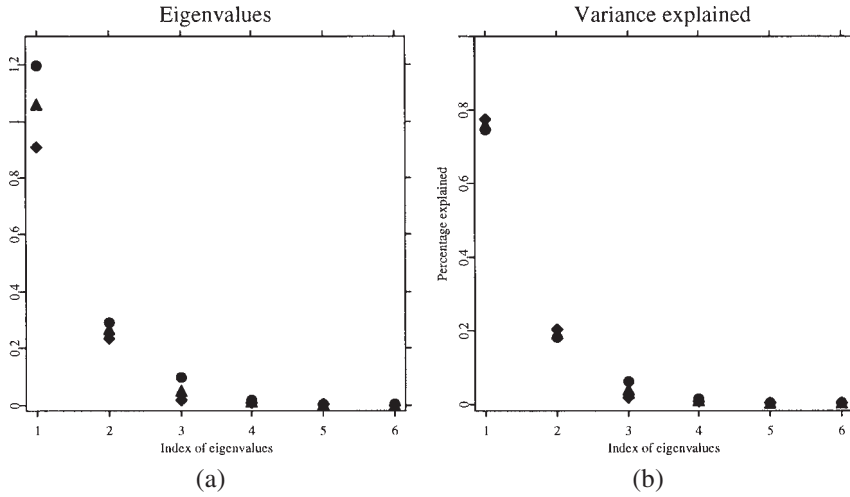 Eigenvalues
1,2
1
0,8
0,6
0,4
0,2
0
1 2 3 4 5 6
Index of eigenvalues
(a)
Variance explained
Percentage explained
0.8
0.6
0.4
0.2
0
1 2 3 4 5 6
Index of eigenvalues
(b)